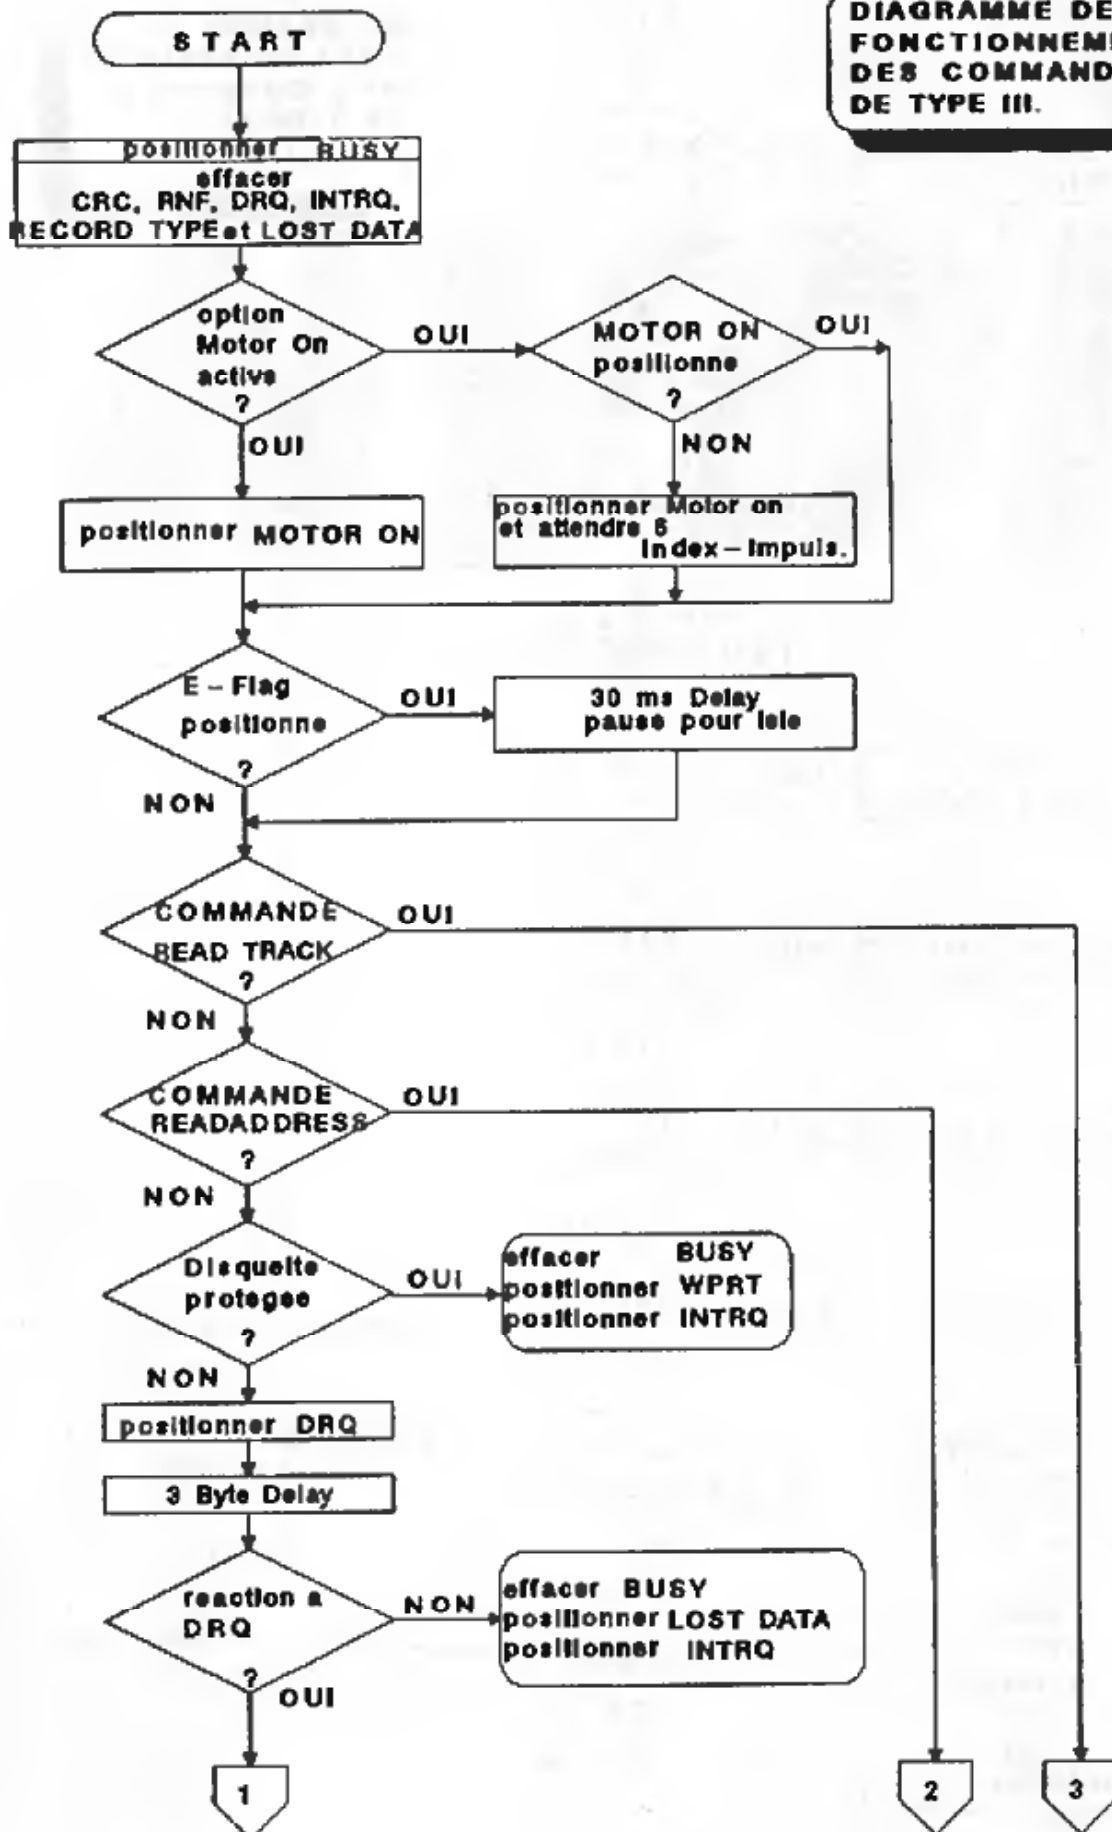 DIAGRAMME DE
FONCTIONNEM
DES COMMAND
DE TYPE III.
START
positionner BUSY
effacer
CRC, RNF, DRQ, INTRQ,
RECORD TYPE et LOST DATA
option
Motor On
active
?
OUI
MOTOR ON
positionne
?
OUI
OUI
NON
positionner MOTOR ON
positionner Motor on
et attendre 6
Index-Impuls.
E-Flag
positionne
?
OUI
30 ms Delay
pause pour tete
NON
COMMANDE
READ TRACK
?
OUI
NON
COMMANDE
READADDRESS
?
OUI
NON
Disquette
protegee
?
OUI
effacer BUSY
positionner WPRT
positionner INTRQ
NON
positionner DRQ
3 Byte Delay
reaction a
DRQ
?
NON
effacer BUSY
positionner LOST DATA
positionner INTRQ
OUI
1
2
3